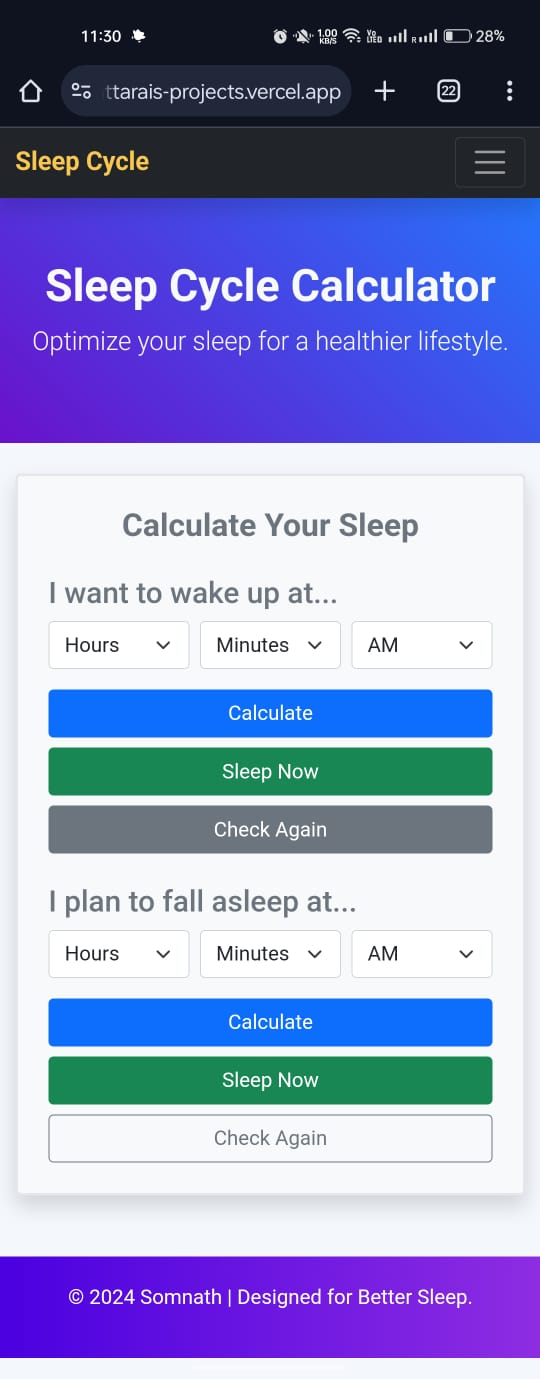 11:30 1.00 KB/S Vo LTE R 28%
ttarais-projects.vercel.app 22
Sleep Cycle
Sleep Cycle Calculator
Optimize your sleep for a healthier lifestyle.
Calculate Your Sleep
I want to wake up at...
Hours Minutes AM
Calculate
Sleep Now
Check Again
I plan to fall asleep at...
Hours Minutes AM
Calculate
Sleep Now
Check Again
© 2024 Somnath | Designed for Better Sleep.